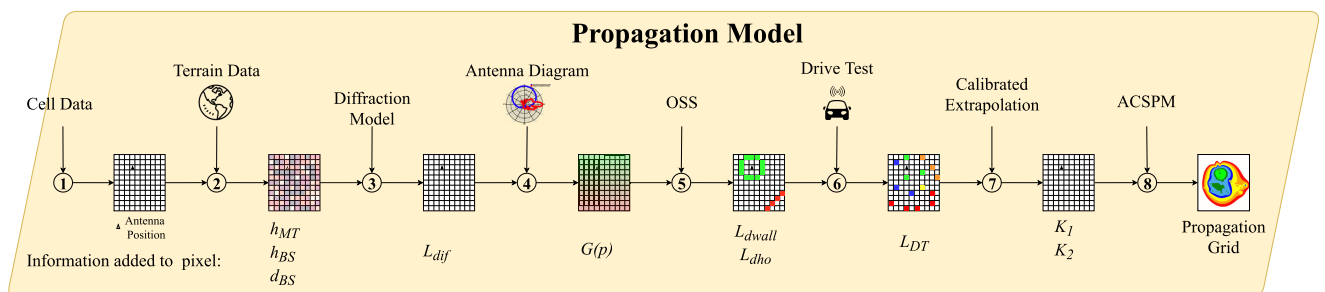 Propagation Model
Cell Data
Terrain Data
Diffraction
Model
Antenna Diagram
OSS
Drive Test
Calibrated
Extrapolation
ACSPM
1
2
3
4
5
6
7
8
Antenna
Position
Information added to pixel:
h_MT
h_BS
d_BS
L_dif
G(p)
L_dwall
L_dho
L_DT
K_1
K_2
Propagation
Grid